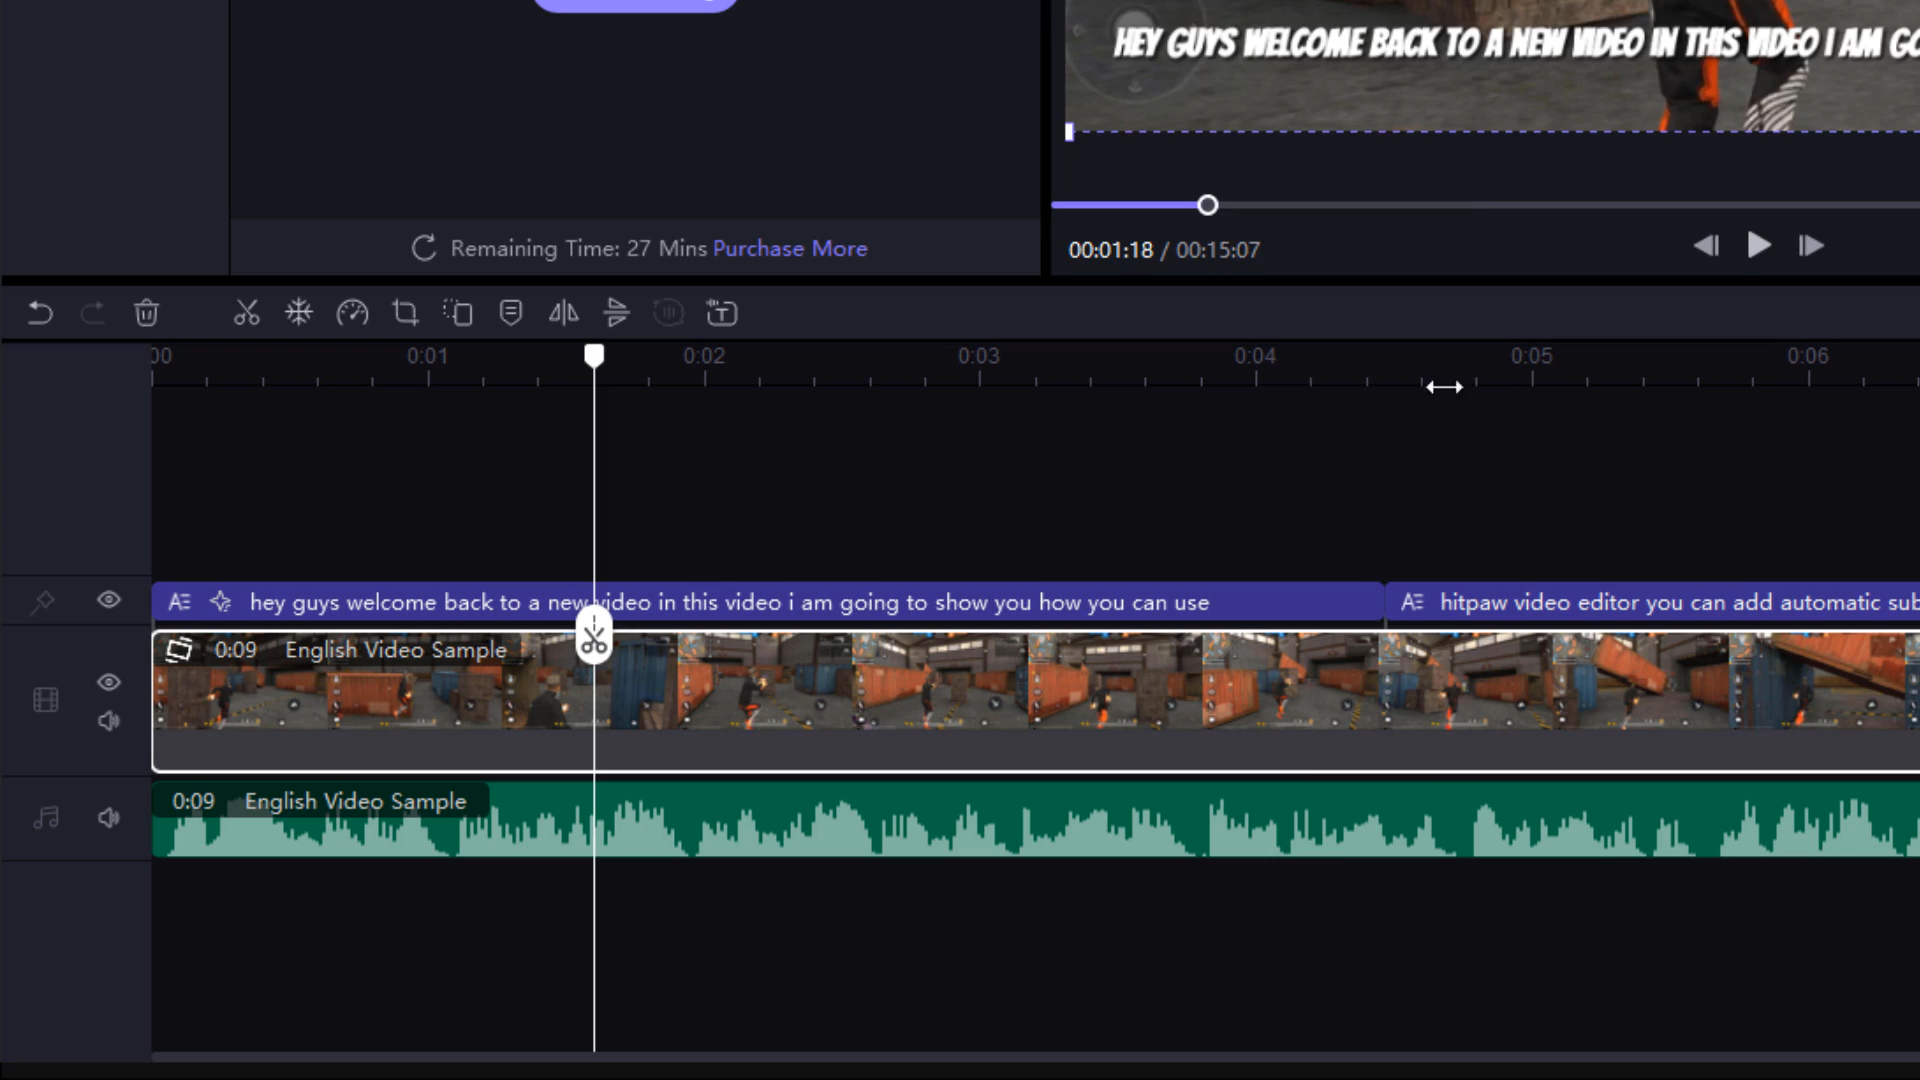 HEY GUYS WELCOME BACK TO A NEW VIDEO IN THIS VIDEO I AM GO
Remaining Time: 27 Mins Purchase More
00:01:18 / 00:15:07
00 0:01 0:02 0:03 0:04 0:05 0:06
hey guys welcome back to a new video in this video i am going to show you how you can use
hitpaw video editor you can add automatic sub
0:09 English Video Sample
0:09 English Video Sample